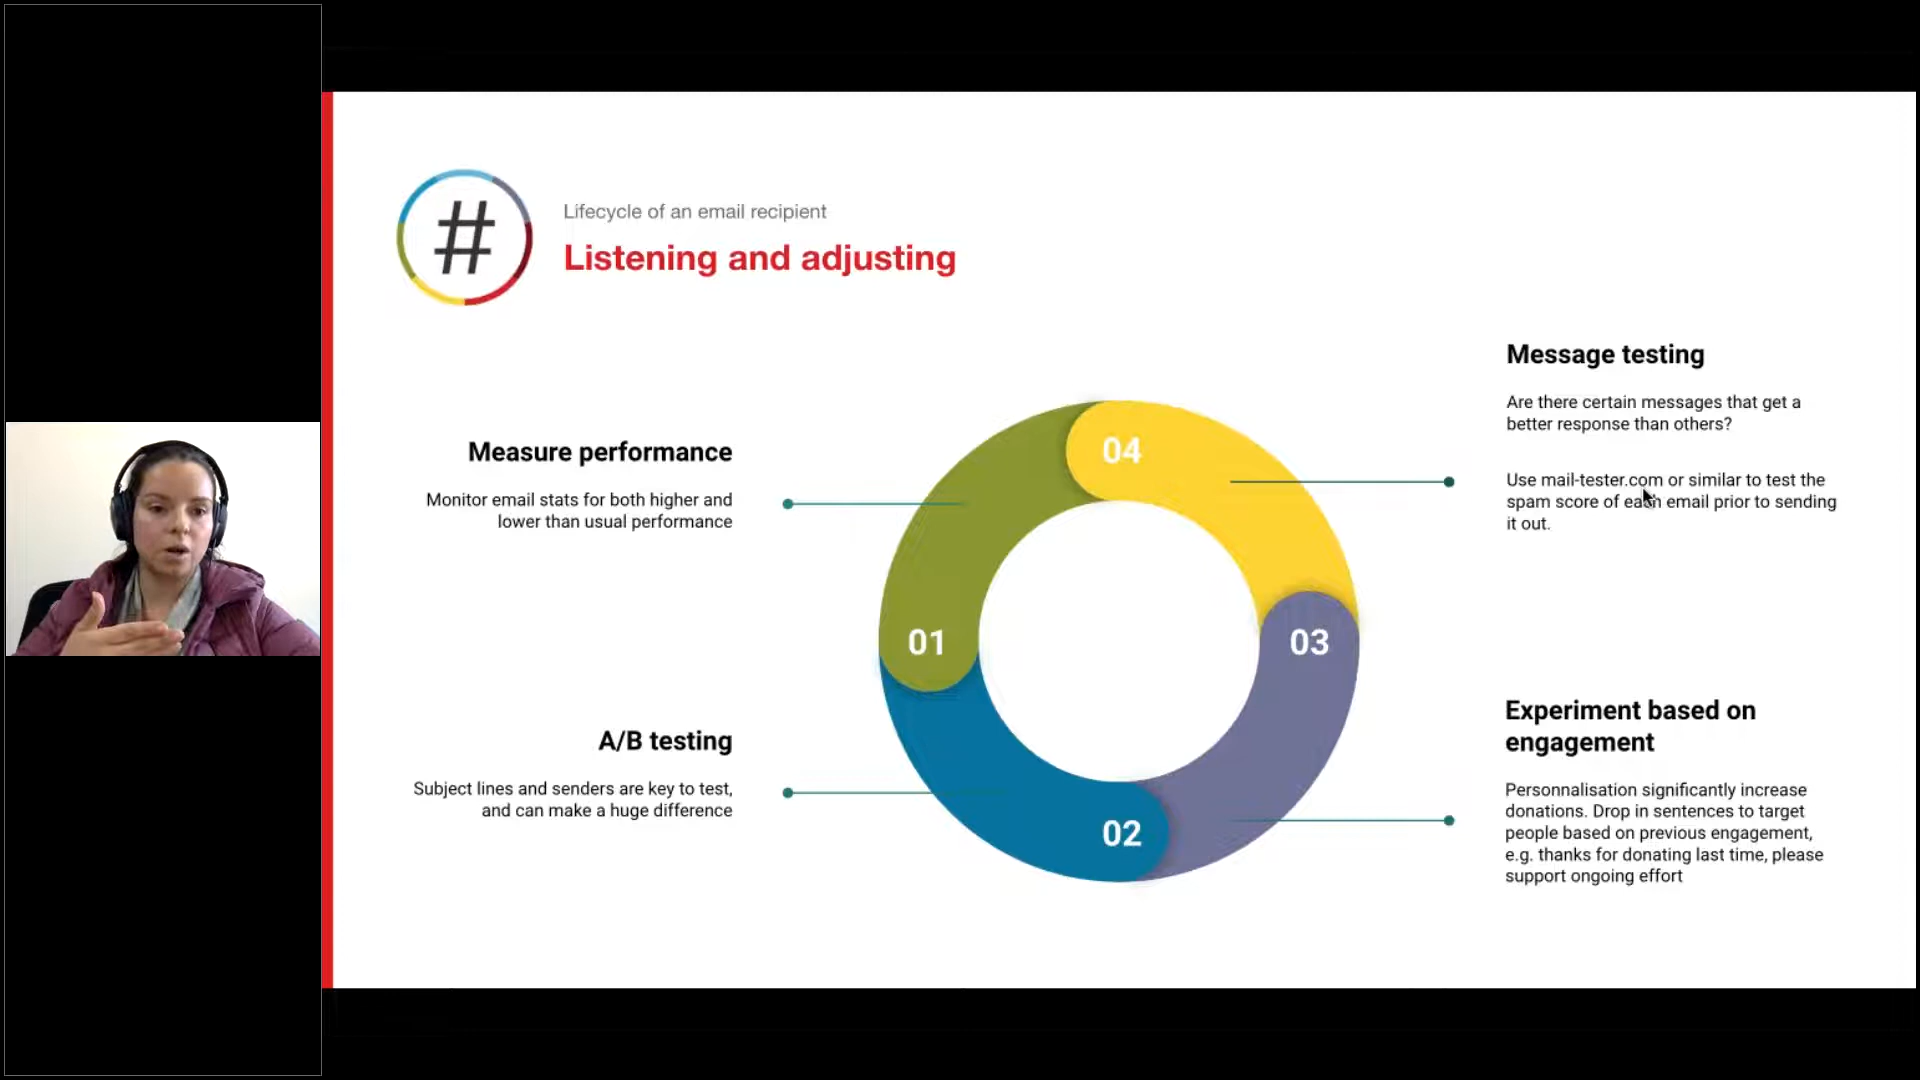 #
Lifecycle of an email recipient
Listening and adjusting
Measure performance
Monitor email stats for both higher and
lower than usual performance
A/B testing
Subject lines and senders are key to test,
and can make a huge difference
04
01
03
02
Message testing
Are there certain messages that get a
better response than others?
Use mail-tester.com or similar to test the
spam score of each email prior to sending
it out.
Experiment based on
engagement
Personnalisation significantly increase
donations. Drop in sentences to target
people based on previous engagement,
e.g. thanks for donating last time, please
support ongoing effort